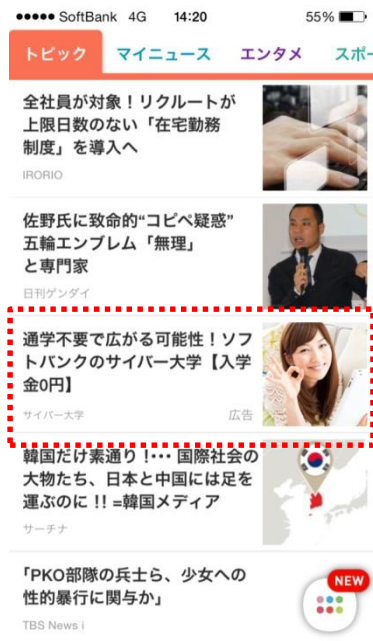 SoftBank 4G 14:20 55%
トピック マイニュース エンタメ スポー
全社員が対象！リクルートが
上限日数のない「在宅勤務
制度」を導入へ
IRORIO
佐野氏に致命的“コピペ疑惑”
五輪エンブレム「無理」
と専門家
日刊ゲンダイ
通学不要で広がる可能性！ソフ
トバンクのサイバー大学【入学
金0円】
サイバー大学 広告
韓国だけ素通り！・・・ 国際社会の
大物たち、日本と中国には足を
運ぶのに !! =韓国メディア
サーチナ
「PKO部隊の兵士ら、少女への
性的暴行に関与か」
TBS News i
NEW